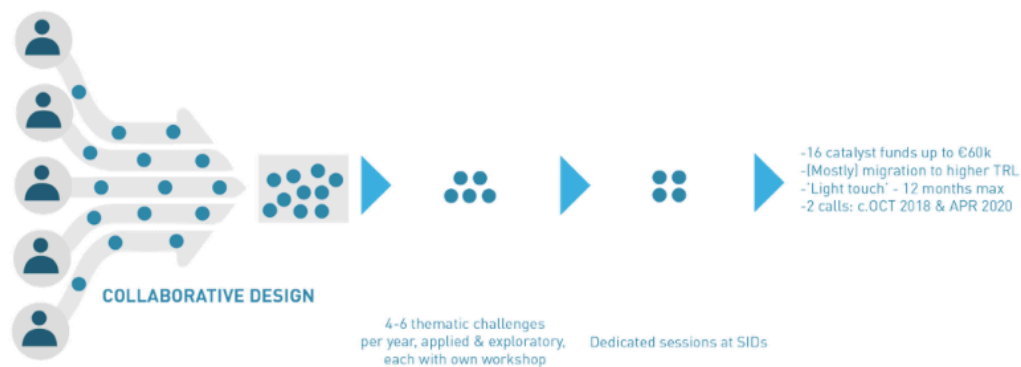 COLLABORATIVE DESIGN
4-6 thematic challenges
per year, applied & exploratory,
each with own workshop
Dedicated sessions at SIDs
-16 catalyst funds up to €60k
-(Mostly) migration to higher TRL
-'Light touch' - 12 months max
-2 calls: c.OCT 2018 & APR 2020